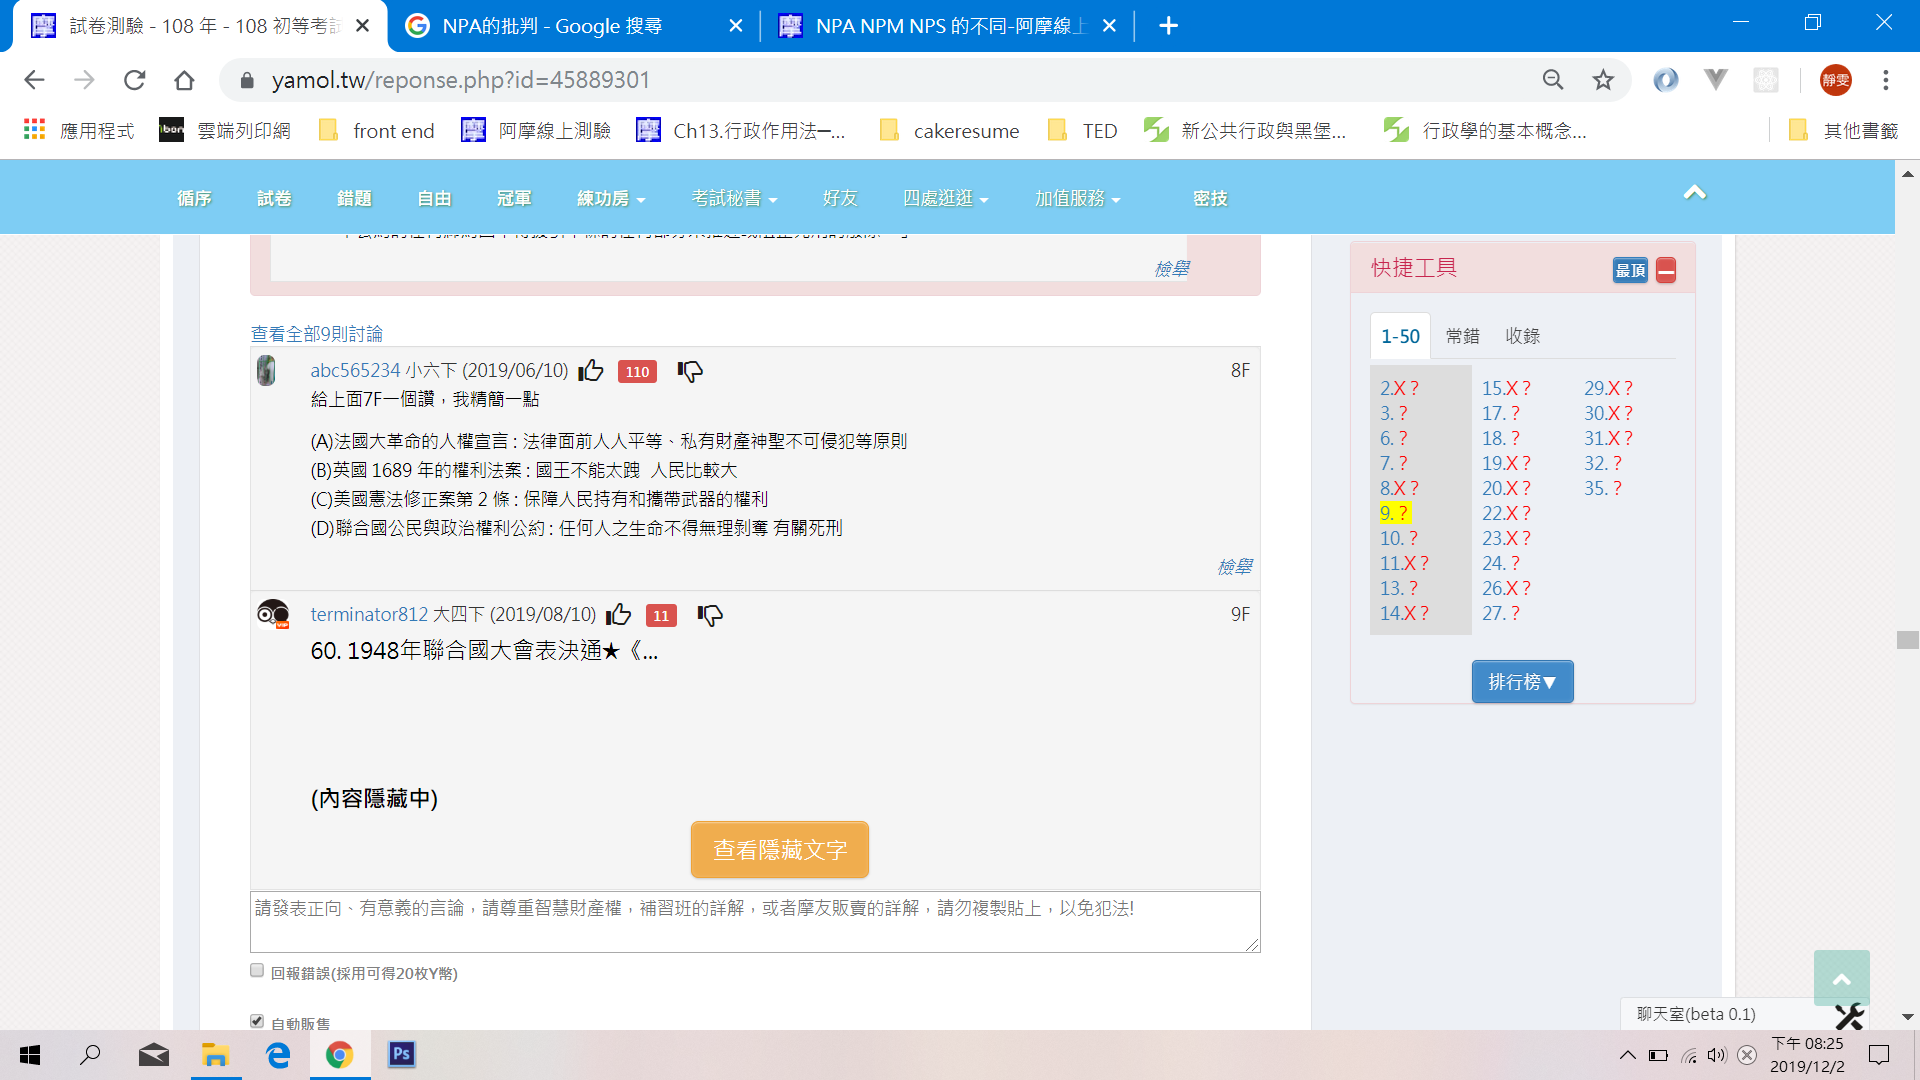 試卷測驗 - 108 年 - 108 初等考試
NPA的批判 - Google 搜尋
NPA NPM NPS 的不同-阿摩線上
yamol.tw/reponse.php?id=45889301
靜雯
應用程式
ibon
雲端列印網
front end
阿摩線上測驗
Ch13.行政作用法─...
cakeresume
TED
新公共行政與黑堡...
行政學的基本概念...
其他書籤
循序
試卷
錯題
自由
冠軍
練功房
考試秘書
好友
四處逛逛
加值服務
密技
檢舉
查看全部9則討論
abc565234 小六下 (2019/06/10) 110 8F
給上面7F一個讚，我精簡一點
(A)法國大革命的人權宣言 : 法律面前人人平等、私有財產神聖不可侵犯等原則
(B)英國 1689 年的權利法案 : 國王不能太跩 人民比較大
(C)美國憲法修正案第 2 條 : 保障人民持有和攜帶武器的權利
(D)聯合國公民與政治權利公約 : 任何人之生命不得無理剝奪 有關死刑
檢舉
terminator812 大四下 (2019/08/10) 11 9F
60. 1948年聯合國大會表決通★《...
(內容隱藏中)
查看隱藏文字
請發表正向、有意義的言論，請尊重智慧財產權，補習班的詳解，或者摩友販賣的詳解，請勿複製貼上，以免犯法!
回報錯誤(採用可得20枚Y幣)
自動販售
快捷工具
最頂
1-50
常錯
收錄
2.X ?
3. ?
6. ?
7. ?
8.X ?
9. ?
10. ?
11.X ?
13. ?
14.X ?
15.X ?
17. ?
18. ?
19.X ?
20.X ?
22.X ?
23.X ?
24. ?
26.X ?
27. ?
29.X ?
30.X ?
31.X ?
32. ?
35. ?
排行榜▼
聊天室(beta 0.1)
Ps
下午 08:25
2019/12/2